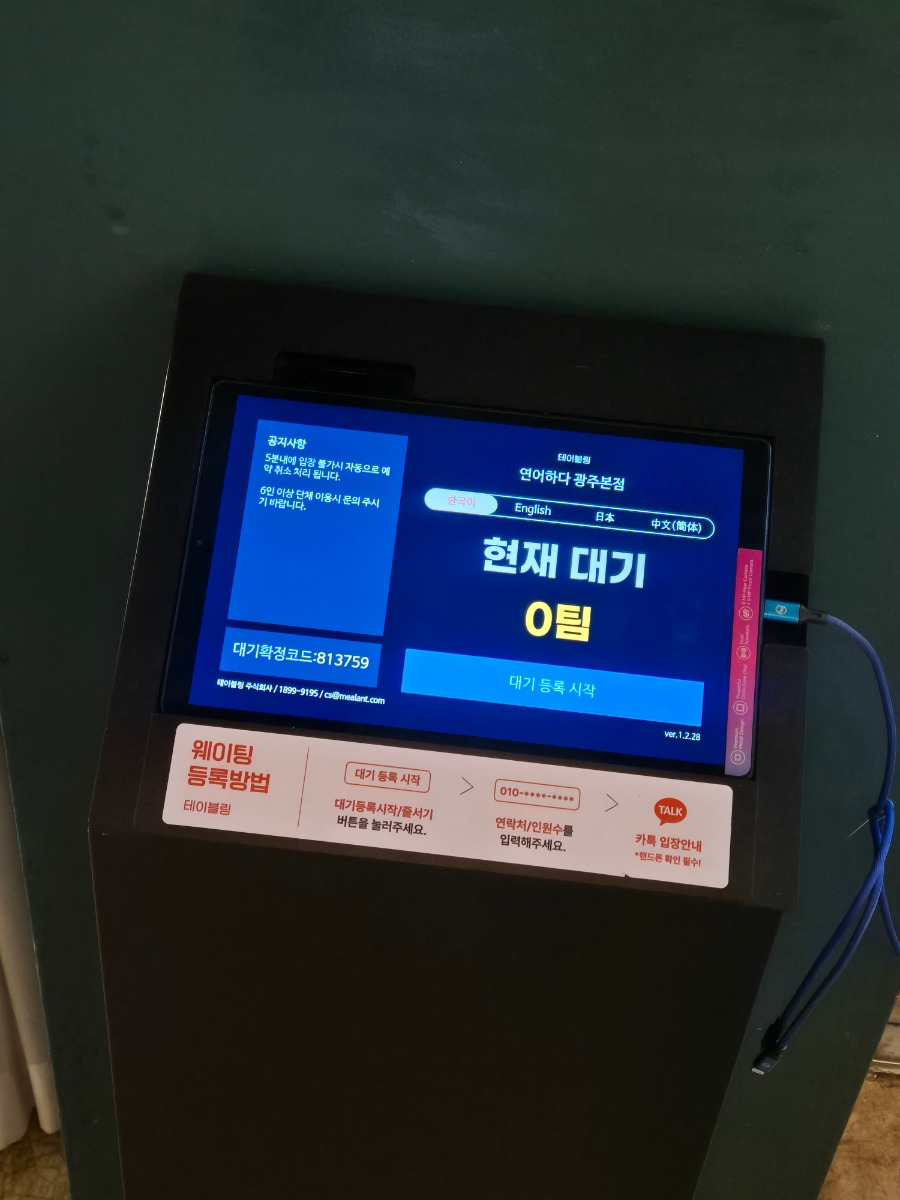 공지사항
5분내에 입장 불가시 자동으로 예
약 취소 처리 됩니다.
6인 이상 단체 이용시 문의 주시
기 바랍니다.
대기확정코드:813759
테이블링 주식회사 / 1899-9195 / cs@mealant.com
테이블링
연어하다 광주본점
한국어 English 日本 中文(简体)
현재 대기
0팀
대기 등록 시작
ver.1.2.28
웨이팅
등록방법
테이블링
대기 등록 시작
대기등록시작/줄서기
버튼을 눌러주세요.
010-****-****
연락처/인원수를
입력해주세요.
TALK
카톡 입장안내
*핸드폰 확인 필수!